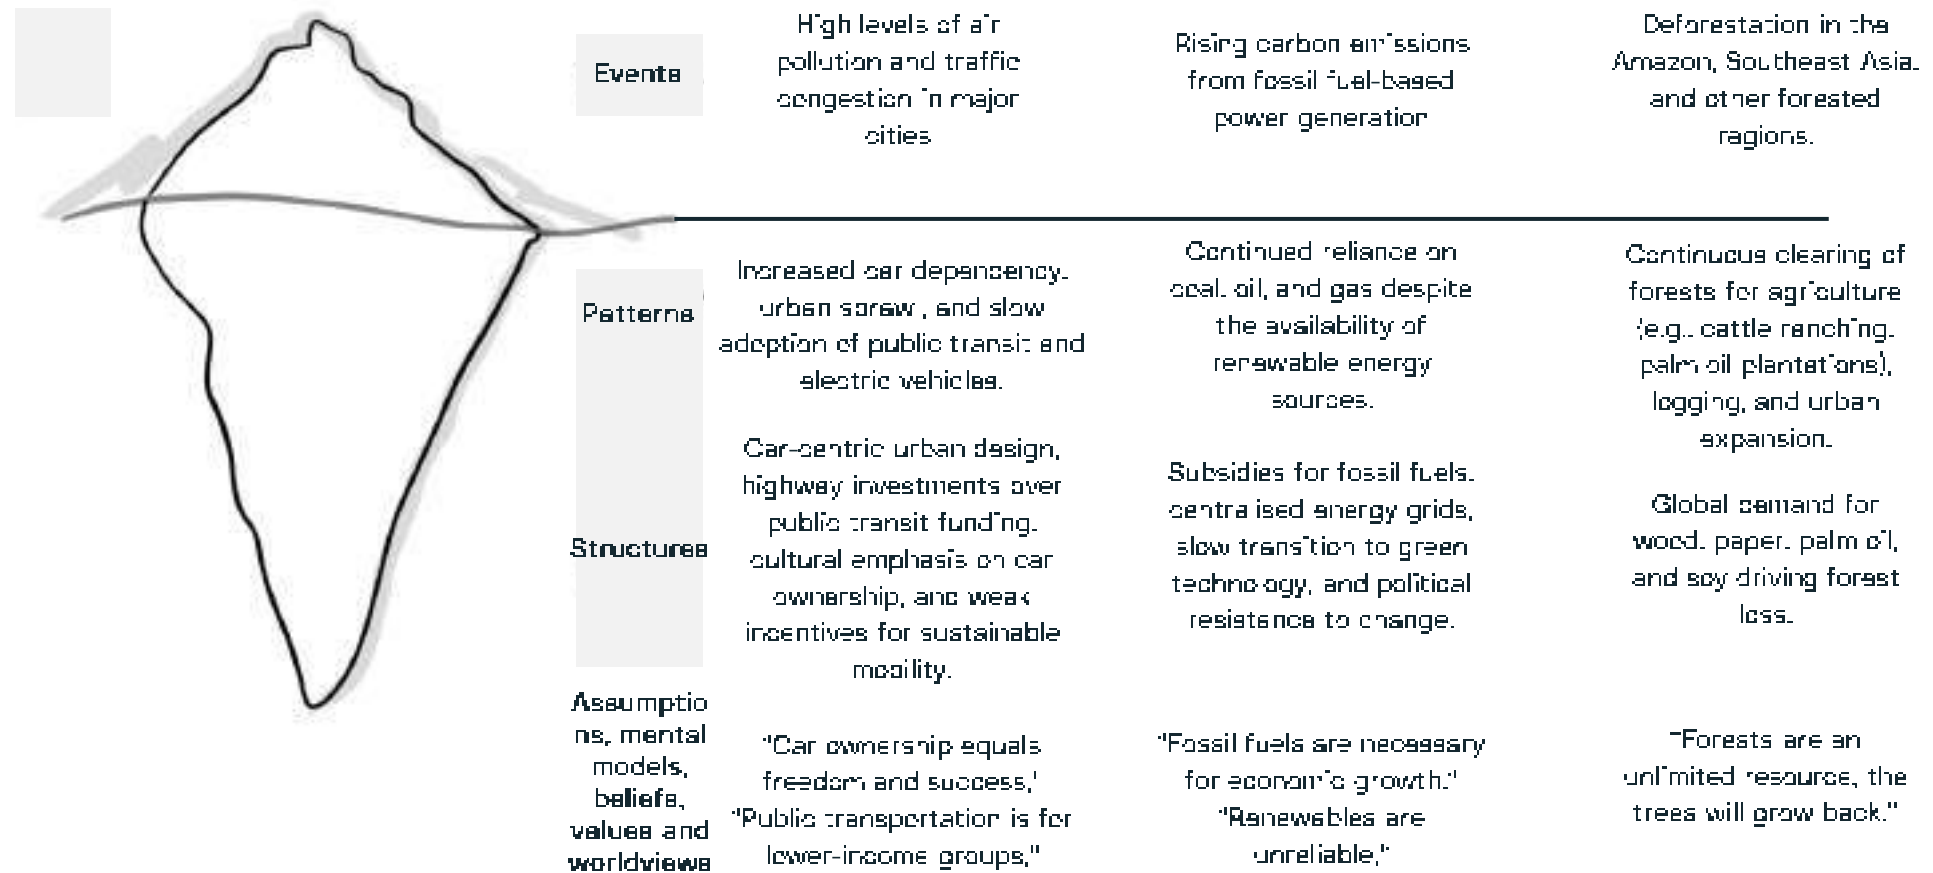 Events
High levels of air
pollution and traffic
congestion in major
cities
Rising carbon emissions
from fossil fuel-based
power generation
Deforestation in the
Amazon, Southeast Asia,
and other forested
regions.
Patterns
Increased car dependency,
urban sprawl, and slow
adoption of public transit and
electric vehicles.
Continued reliance on
coal, oil, and gas despite
the availability of
renewable energy
sources.
Continuous clearing of
forests for agriculture
(e.g., cattle ranching,
palm oil plantations),
logging, and urban
expansion.
Structures
Car-centric urban design,
highway investments over
public transit funding,
cultural emphasis on car
ownership, and weak
incentives for sustainable
mobility.
Subsidies for fossil fuels,
centralised energy grids,
slow transition to green
technology, and political
resistance to change.
Global demand for
wood, paper, palm oil,
and soy driving forest
loss.
Assumptio
ns, mental
models,
beliefs,
values and
worldviews
"Car ownership equals
freedom and success,"
"Public transportation is for
lower-income groups,"
"Fossil fuels are necessary
for economic growth."
"Renewables are
unreliable,"
"Forests are an
unlimited resource, the
trees will grow back."